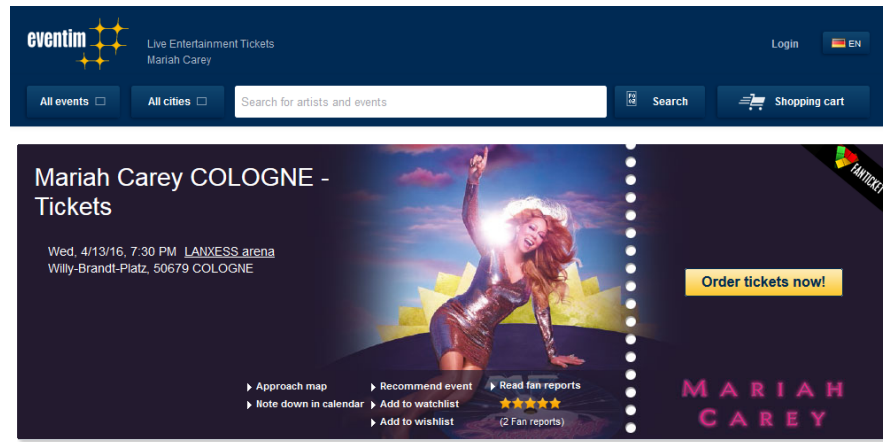 eventim
Live Entertainment Tickets
Mariah Carey
Login
EN
All events
All cities
Search for artists and events
Search
Shopping cart
Mariah Carey COLOGNE -
Tickets
Wed, 4/13/16, 7:30 PM LANXESS arena
Willy-Brandt-Platz, 50679 COLOGNE
FANTICKET
Order tickets now!
Approach map
Recommend event
Read fan reports
Note down in calendar
Add to watchlist
Add to wishlist
(2 Fan reports)
MARIAH
CAREY